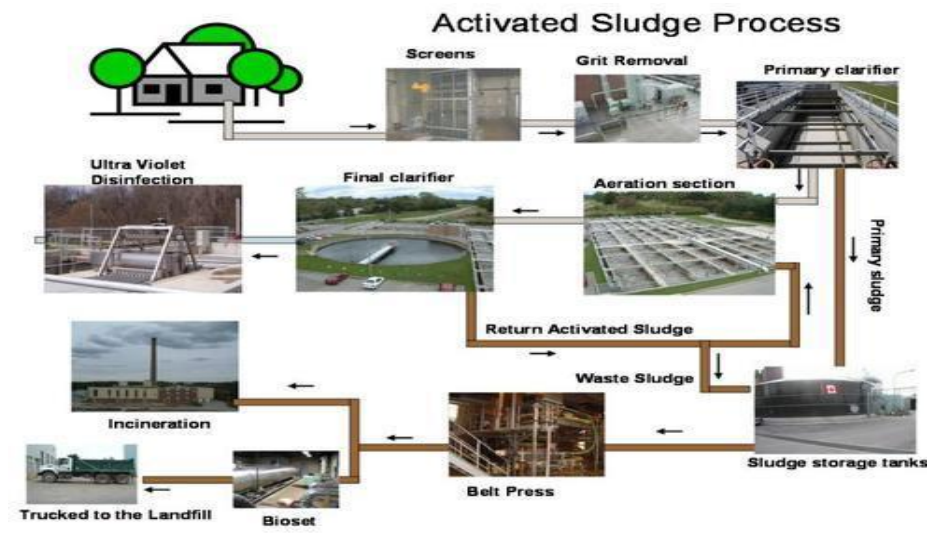 Activated Sludge Process
Screens
Grit Removal
Primary clarifier
Ultra Violet
Disinfection
Final clarifier
Aeration section
Primary sludge
Return Activated Sludge
Waste Sludge
Incineration
Sludge storage tanks
Belt Press
Trucked to the Landfill
Bioset